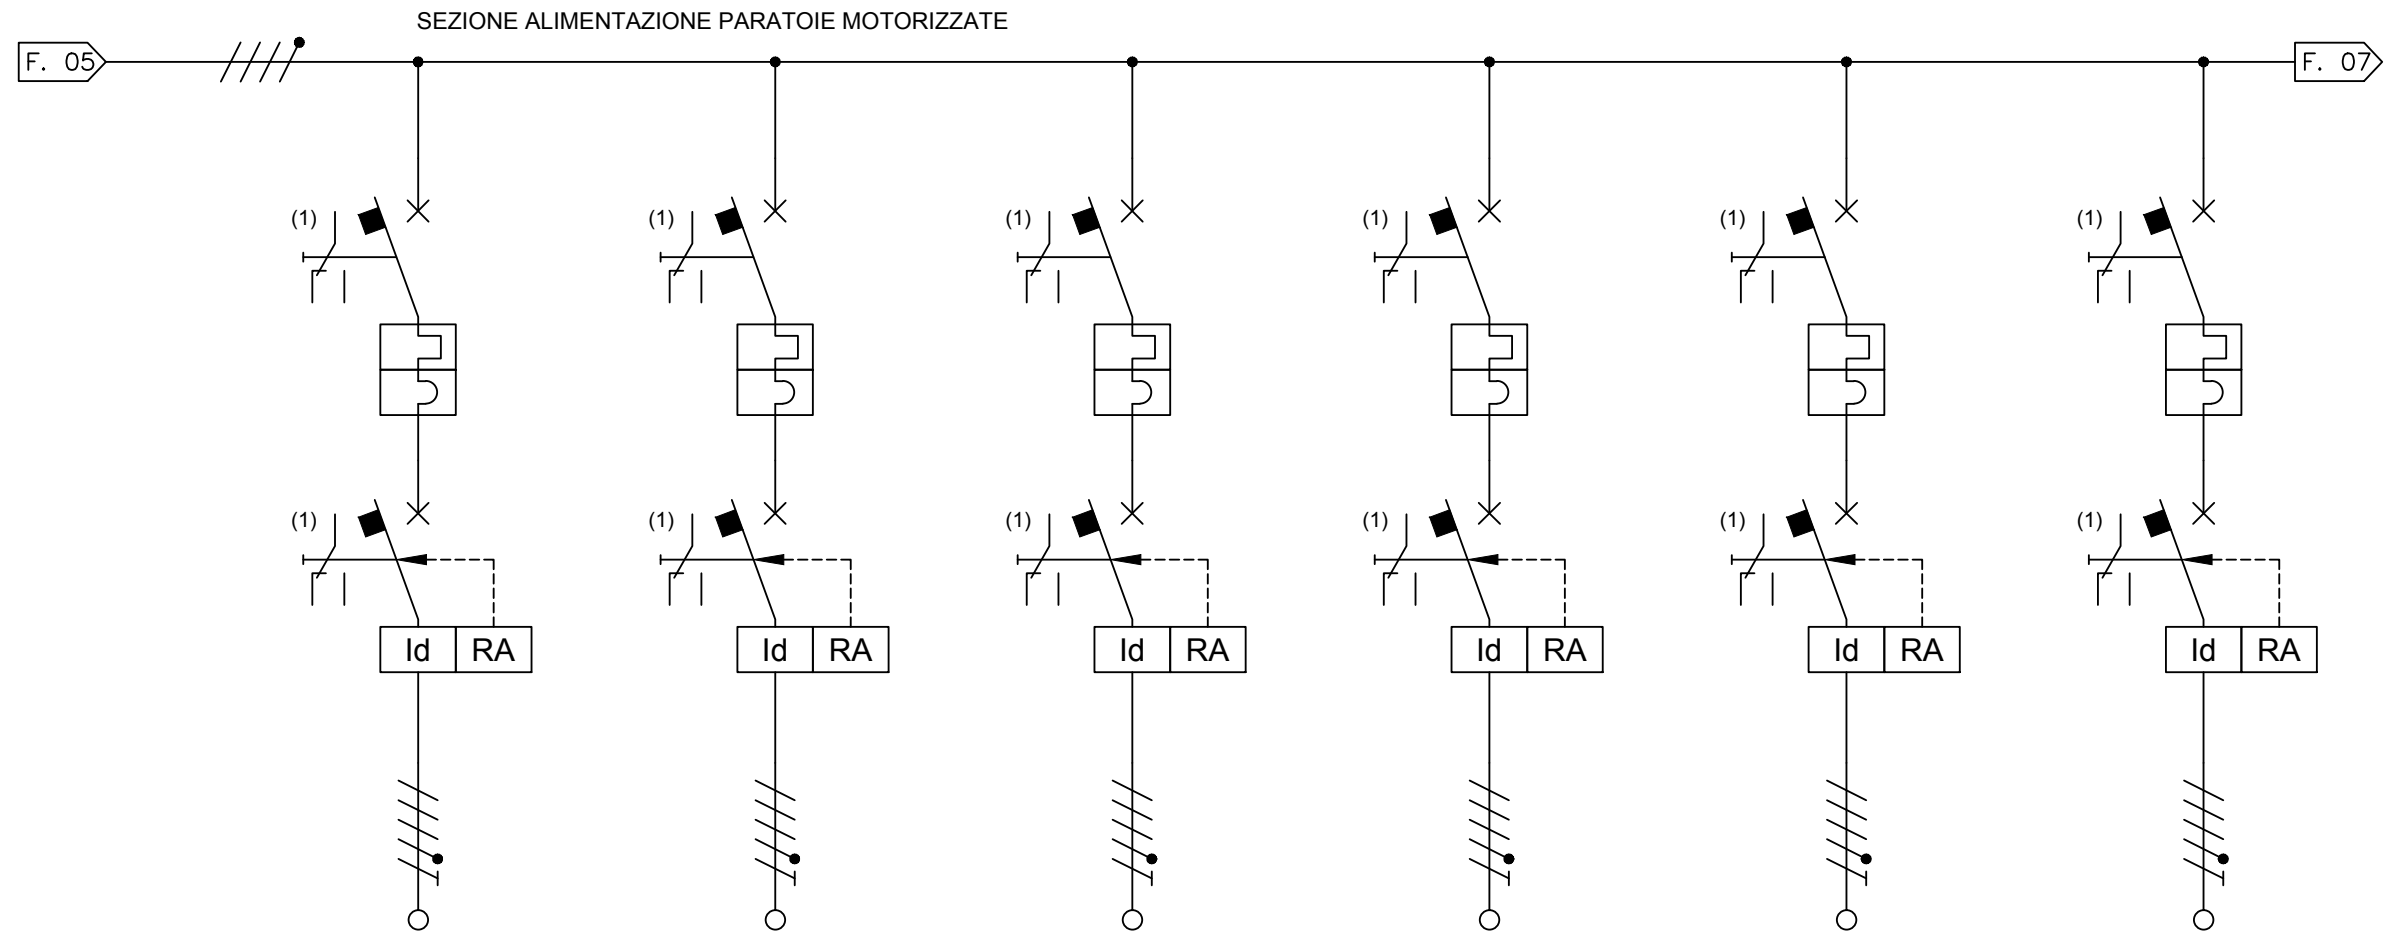 SEZIONE ALIMENTAZIONE PARATOIE MOTORIZZATE
F. 05 F. 07
(1) (1) (1) (1) (1) (1)
(1) (1) (1) (1) (1) (1)
Id RA Id RA Id RA Id RA Id RA Id RA